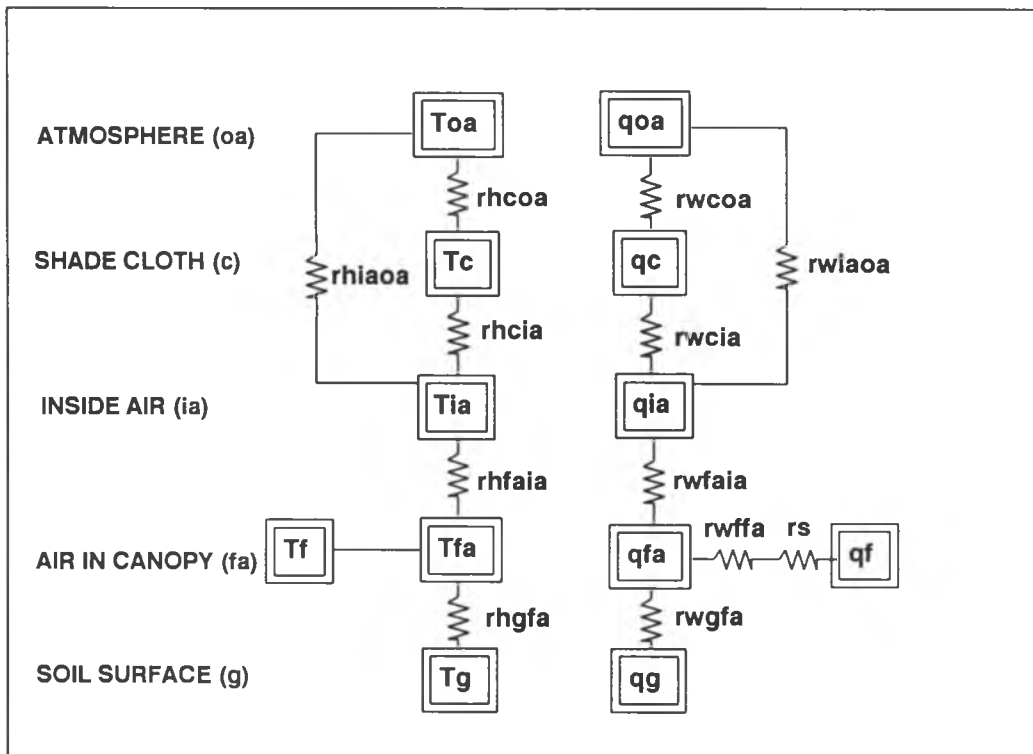 ATMOSPHERE (oa)
Toa
qoa
rhcoa
rwcoa
SHADE CLOTH (c)
rhiaoa
Tc
qc
rwiaoa
rhcia
rwcia
INSIDE AIR (ia)
Tia
qia
rhfaia
rwfaia
AIR IN CANOPY (fa)
Tf
Tfa
qfa
rwffa
rs
qf
rhgfa
rwgfa
SOIL SURFACE (g)
Tg
qg